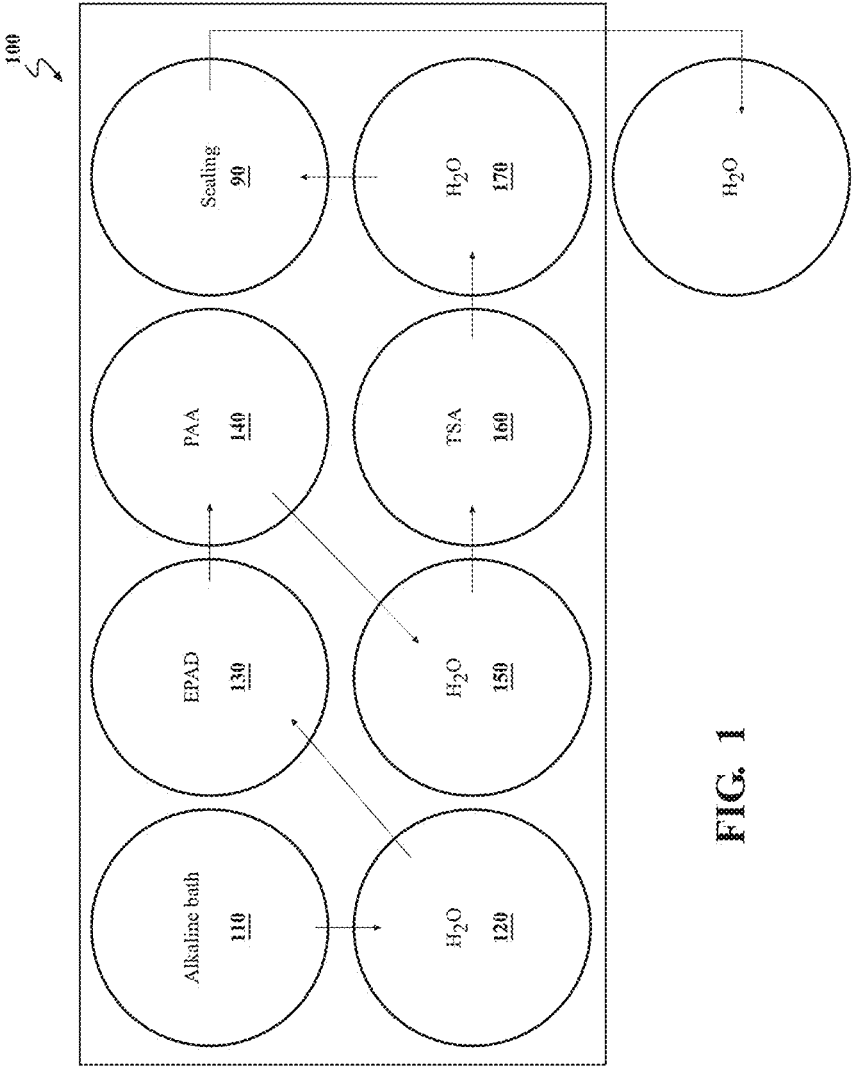 100
Alkaline bath
110
EPAD
130
PAA
140
Sealing
90
H₂O
120
H₂O
150
TSA
160
H₂O
170
H₂O
FIG. 1